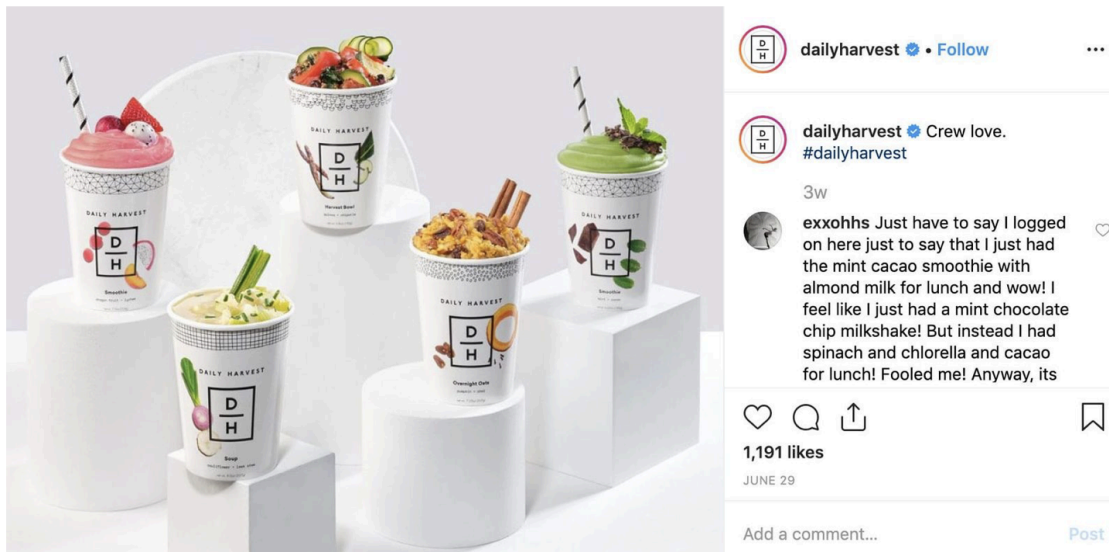 DAILY HARVEST
D
H
Smoothie
DAILY HARVEST
D
H
Harvest Bowl
DAILY HARVEST
D
H
Smoothie
mint + cacao
DAILY HARVEST
D
H
Overnight Oats
DAILY HARVEST
D
H
Soup
D
H
dailyharvest • Follow
D
H
dailyharvest Crew love.
#dailyharvest
3w
exxohhs Just have to say I logged
on here just to say that I just had
the mint cacao smoothie with
almond milk for lunch and wow! I
feel like I just had a mint chocolate
chip milkshake! But instead I had
spinach and chlorella and cacao
for lunch! Fooled me! Anyway, its
1,191 likes
JUNE 29
Add a comment...
Post